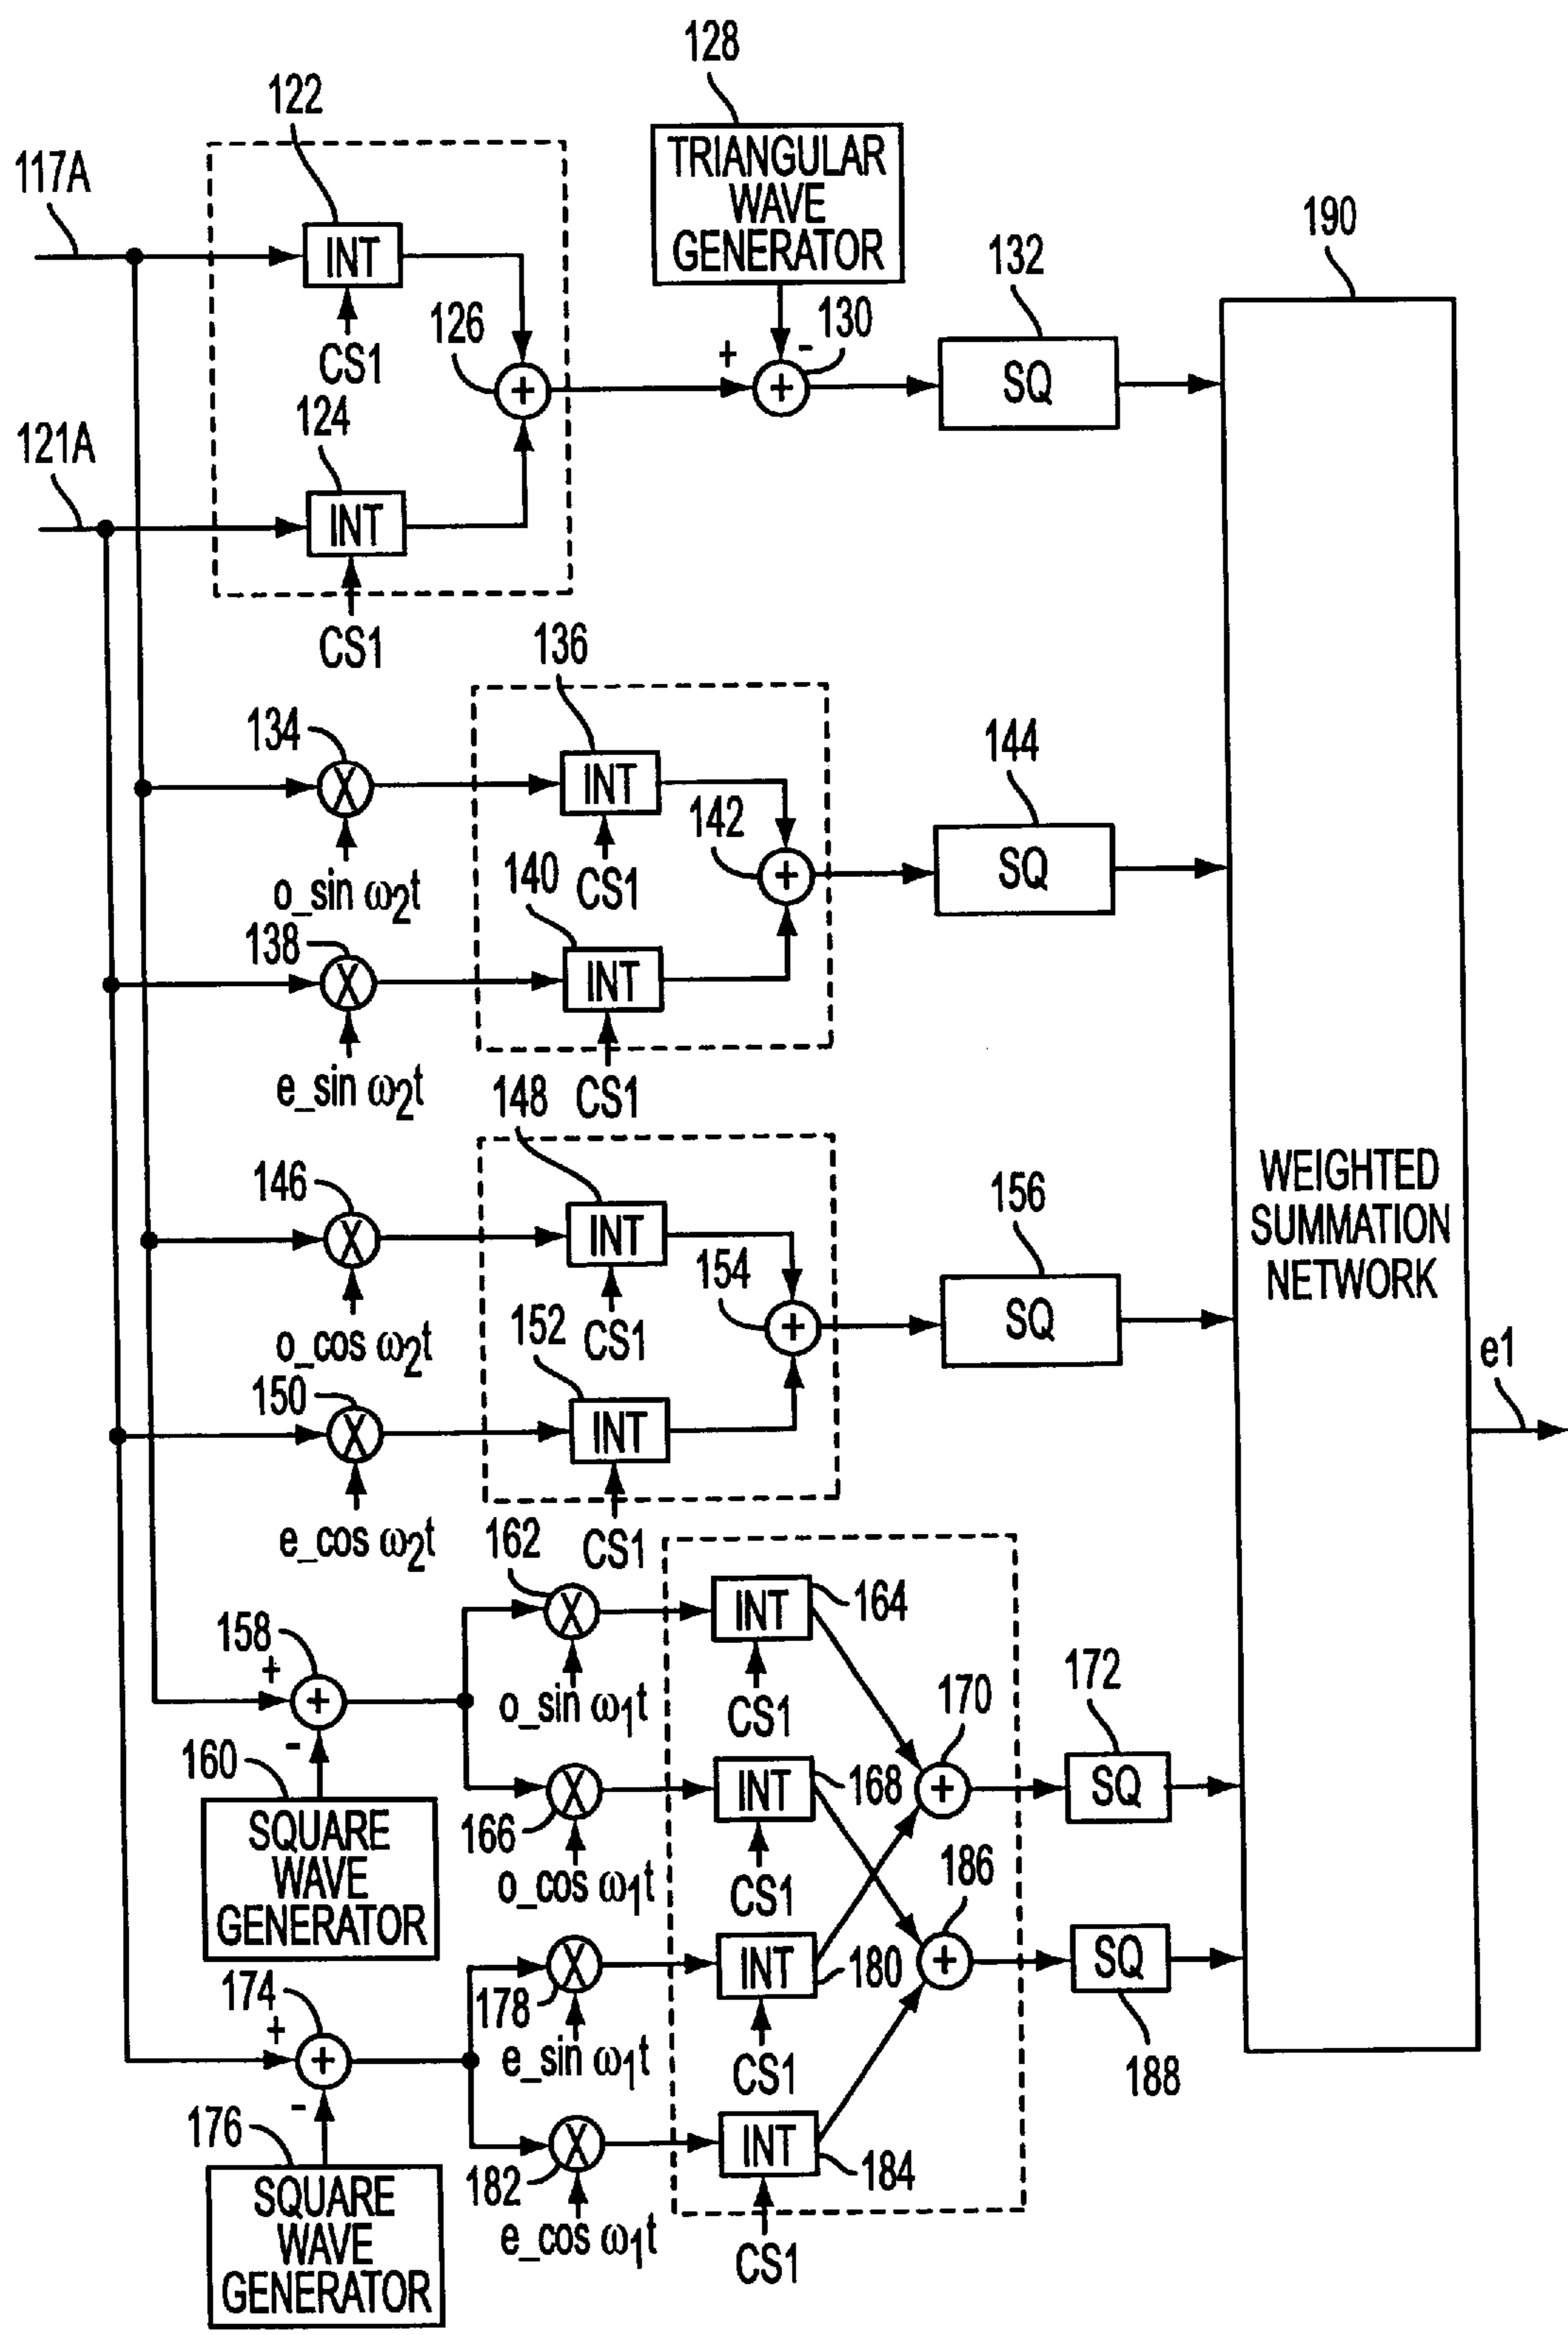 128
TRIANGULAR
WAVE
GENERATOR
122
117A
INT
CS1
190
132
130
+
-
+
SQ
126
+
124
121A
INT
CS1
136
134
X
INT
144
142
+
SQ
o_sin ω2t
140
CS1
138
X
INT
e_sin ω2t
148
CS1
146
X
INT
156
WEIGHTED
SUMMATION
NETWORK
154
+
SQ
o_cos ω2t
152
CS1
e1
150
X
INT
e_cos ω2t
162
CS1
X
INT
164
158
+
+
-
o_sin ω1t
CS1
170
172
160
SQUARE
WAVE
GENERATOR
X
166
INT
168
+
SQ
o_cos ω1t
CS1
186
X
178
INT
180
+
SQ
174
+
+
-
e_sin ω1t
CS1
188
176
SQUARE
WAVE
GENERATOR
X
182
INT
184
e_cos ω1t
CS1